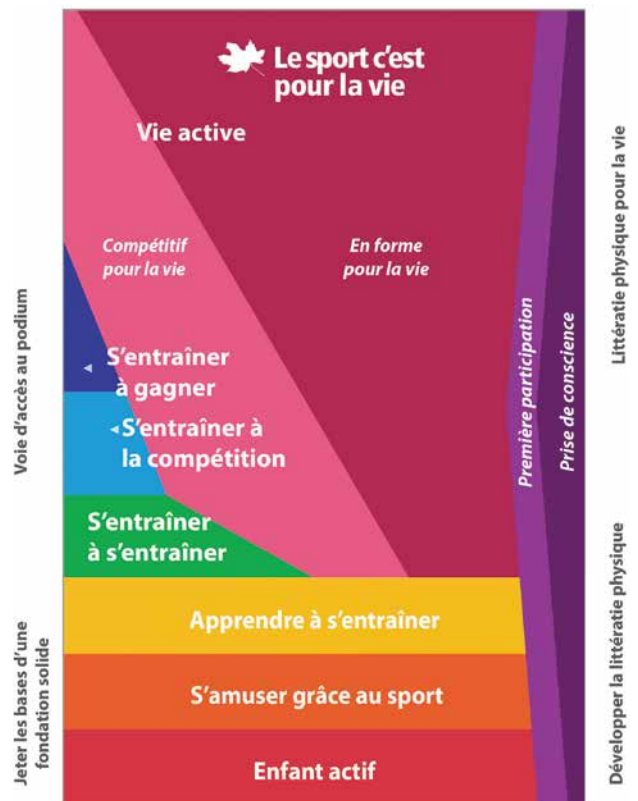 Le sport c'est
pour la vie
Vie active
Compétitif
pour la vie
En forme
pour la vie
S'entraîner
à gagner
S'entraîner à
la compétition
S'entraîner
à s'entraîner
Apprendre à s'entraîner
S'amuser grâce au sport
Enfant actif
Voie d'accès au podium
Jeter les bases d'une
fondation solide
Première participation
Prise de conscience
Littératie physique pour la vie
Développer la littératie physique